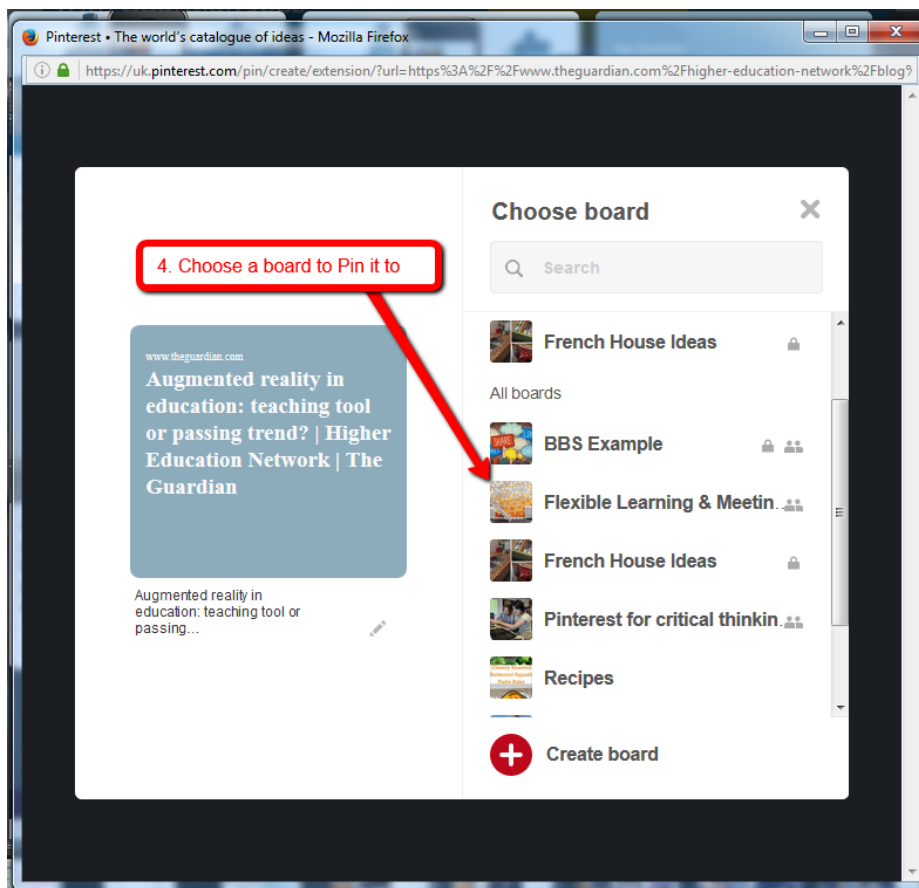 Pinterest • The world's catalogue of ideas - Mozilla Firefox
https://uk.pinterest.com/pin/create/extension/?url=https%3A%2F%2Fwww.theguardian.com%2Fhigher-education-network%2Fblog%
4. Choose a board to Pin it to
www.theguardian.com
Augmented reality in
education: teaching tool
or passing trend? | Higher
Education Network | The
Guardian
Augmented reality in
education: teaching tool or
passing...
Choose board
Search
French House Ideas
All boards
SHARE
BBS Example
Flexible Learning & Meetin...
French House Ideas
Pinterest for critical thinkin...
Recipes
Create board